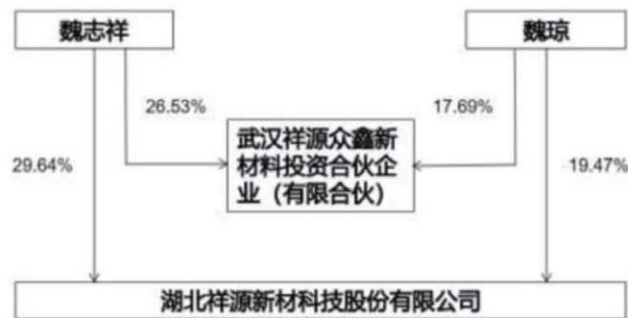 魏志祥
魏琼
26.53%
17.69%
武汉祥源众鑫新
材料投资合伙企
业（有限合伙）
29.64%
19.47%
湖北祥源新材科技股份有限公司